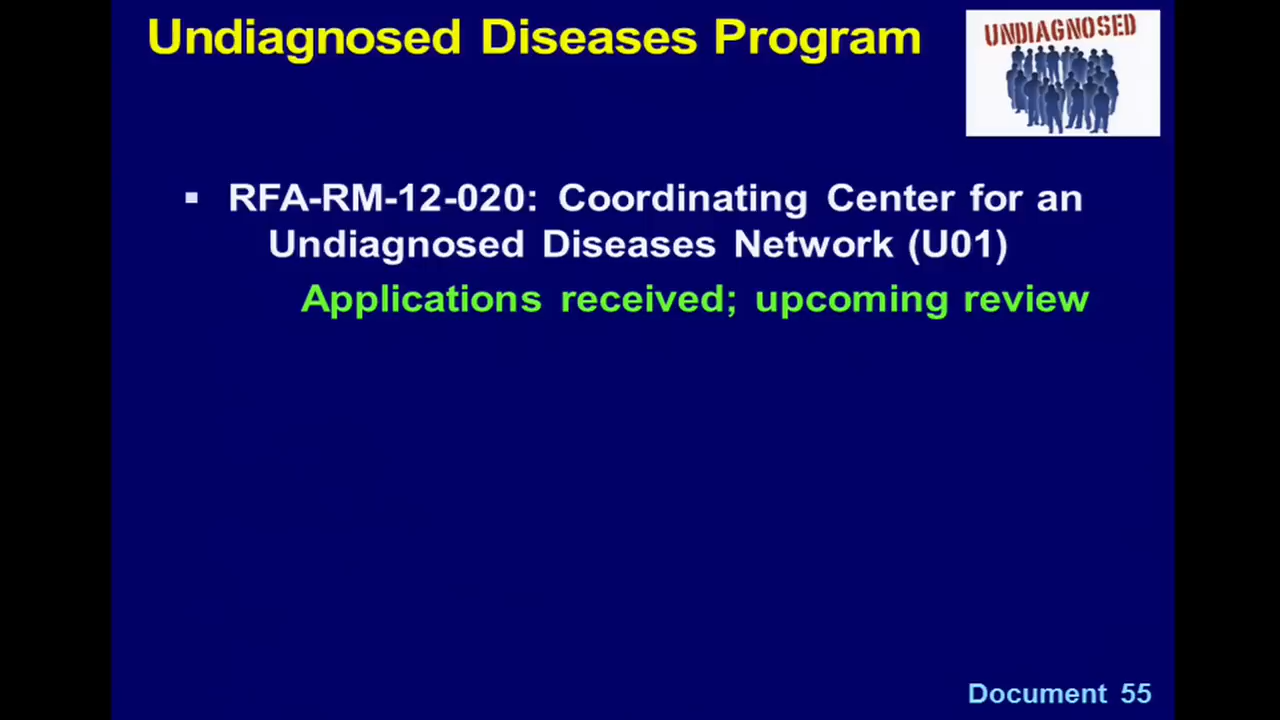 Undiagnosed Diseases Program
UNDIAGNOSED
▪ RFA-RM-12-020: Coordinating Center for an
Undiagnosed Diseases Network (U01)
Applications received; upcoming review
Document 55